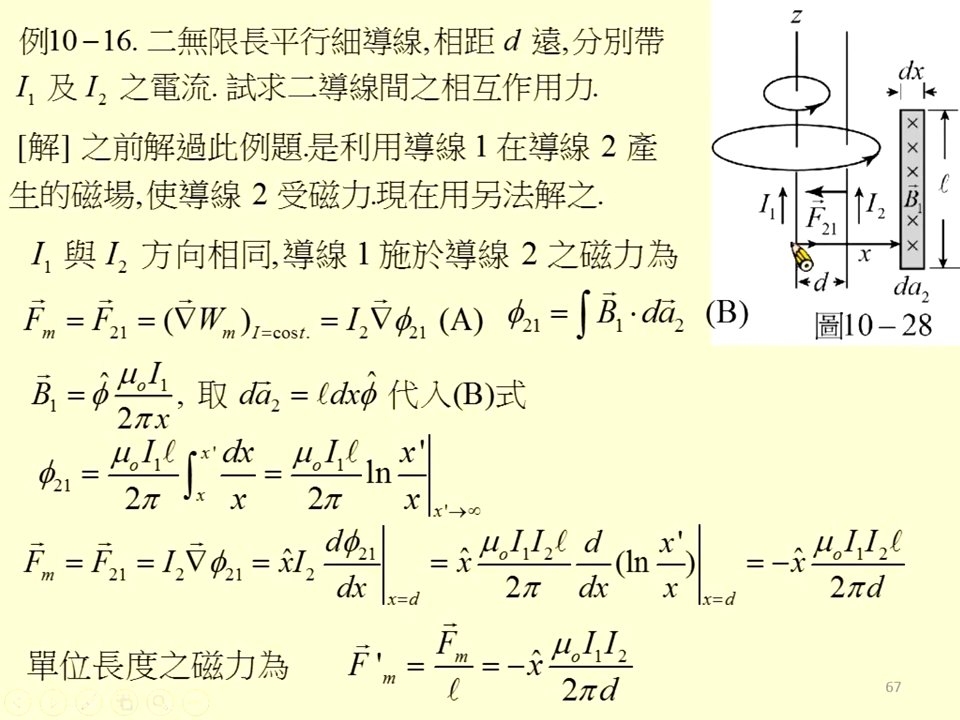 例10－16. 二無限長平行細導線,相距 d 遠,分別帶
I₁ 及 I₂ 之電流. 試求二導線間之相互作用力.
[解] 之前解過此例題.是利用導線 1 在導線 2 產
生的磁場,使導線 2 受磁力.現在用另法解之.
I₁ 與 I₂ 方向相同,導線 1 施於導線 2 之磁力為
F⃗ₘ = F⃗₂₁ = (∇⃗Wₘ)_{I=cost.} = I₂∇⃗ϕ₂₁ (A) ϕ₂₁ = ∫ B⃗₁ · da⃗₂ (B)
B⃗₁ = ϕ̂ μₒI₁/2πx, 取 da⃗₂ = ℓdxϕ̂ 代入(B)式
ϕ₂₁ = μₒI₁ℓ/2π ∫ₓ^{x'} dx/x = μₒI₁ℓ/2π ln x'/x |_{x'→∞}
F⃗ₘ = F⃗₂₁ = I₂∇⃗ϕ₂₁ = x̂I₂ dϕ₂₁/dx |_{x=d} = x̂ μₒI₁I₂ℓ/2π d/dx (ln x'/x) |_{x=d} = −x̂ μₒI₁I₂ℓ/2πd
單位長度之磁力為 F⃗'ₘ = F⃗ₘ/ℓ = −x̂ μₒI₁I₂/2πd
z
dx
ℓ
I₁ F⃗₂₁ I₂ B⃗₁
x
d
da₂
圖10－28
67